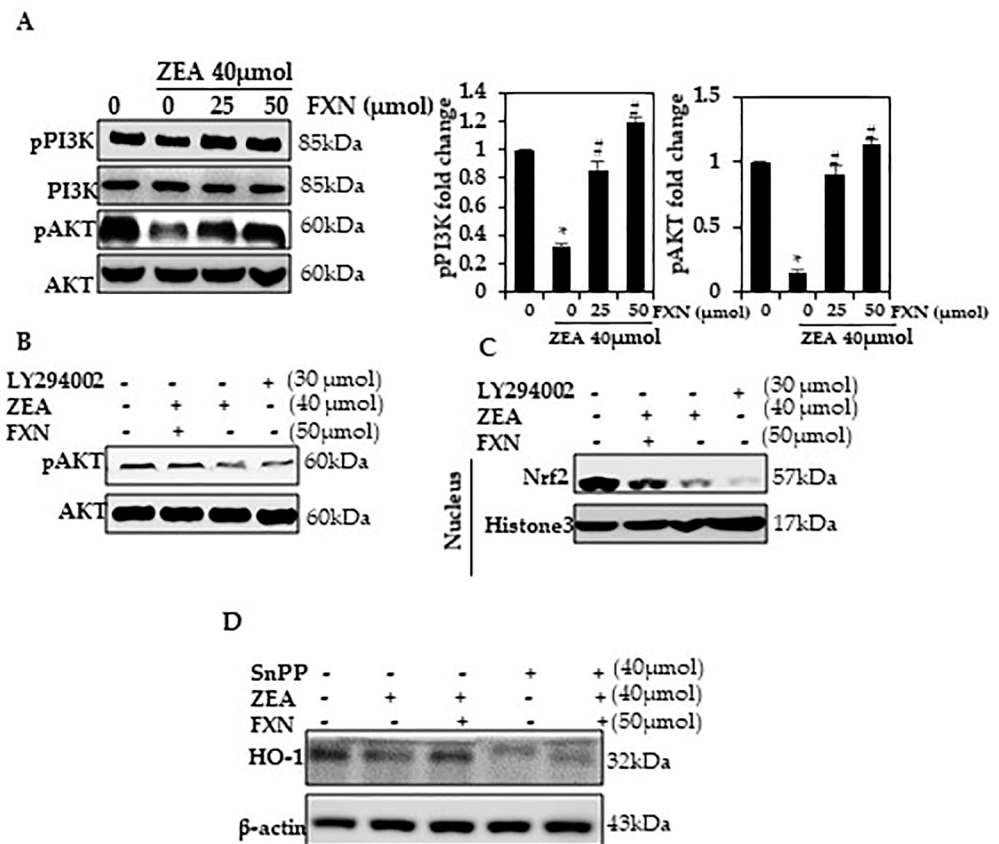 A
ZEA 40μmol
0 0 25 50 FXN (μmol)
pPI3K 85kDa
PI3K 85kDa
pAKT 60kDa
AKT 60kDa
pPI3K fold change
1.4
1.2
1
0.8
0.6
0.4
0.2
0
* # #
0 0 25 50 FXN (μmol)
ZEA 40μmol
pAKT fold change
1.5
1
0.5
0
* # #
0 0 25 50 FXN (μmol)
ZEA 40μmol
B
LY294002 - - - + (30 μmol)
ZEA - + + - (40 μmol)
FXN - + - - (50μmol)
pAKT 60kDa
AKT 60kDa
C
LY294002 - - - + (30 μmol)
ZEA - + + - (40 μmol)
FXN - + - - (50μmol)
Nucleus
Nrf2 57kDa
Histone3 17kDa
D
SnPP - - - + + (40μmol)
ZEA - + + - + (40μmol)
FXN - - + - + (50μmol)
HO-1 32kDa
β-actin 43kDa